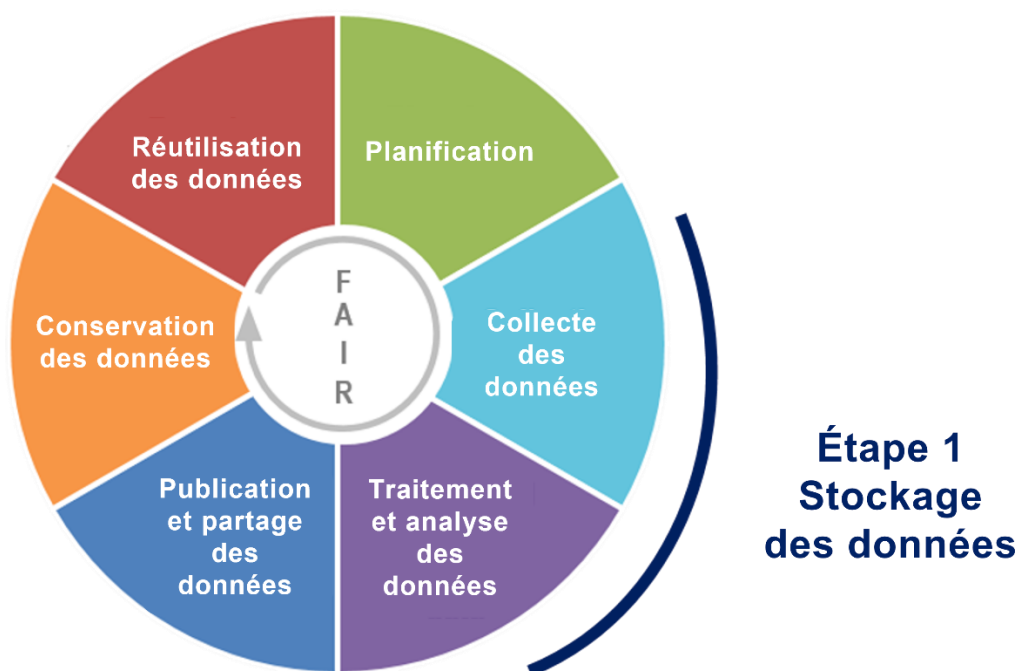 Réutilisation
des données
Planification
Conservation
des données
F
A
I
R
Collecte
des
données
Publication
et partage
des
données
Traitement
et analyse
des
données
Étape 1
Stockage
des données